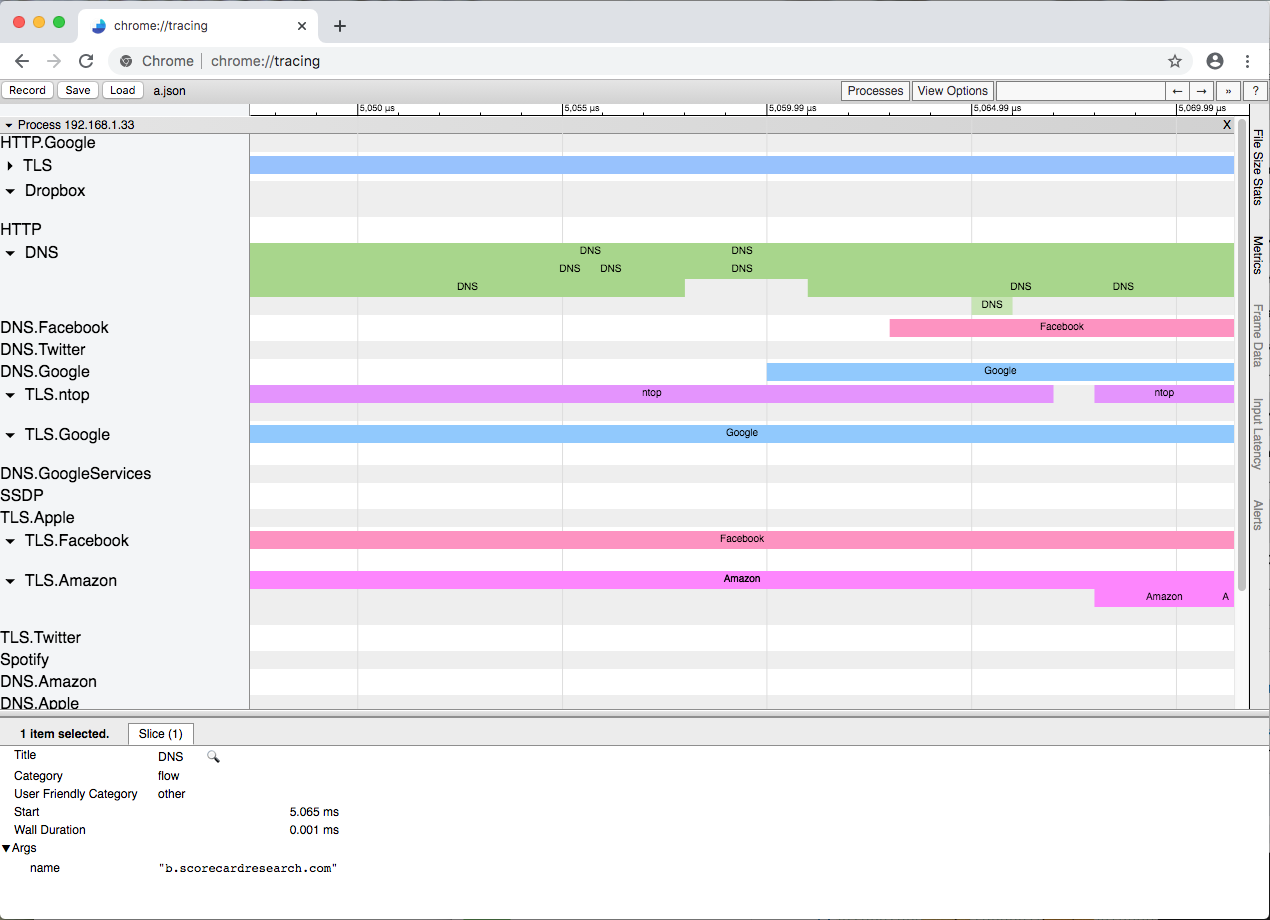 chrome://tracing
Chrome | chrome://tracing
Record Save Load a.json Processes View Options ← → » ?
5,050 µs 5,055 µs 5,059.99 µs 5,064.99 µs 5,069.99 µs
Process 192.168.1.33 X
HTTP.Google
TLS
Dropbox
HTTP
DNS DNS DNS
DNS DNS DNS
DNS DNS DNS
DNS
DNS.Facebook Facebook
DNS.Twitter
DNS.Google Google
TLS.ntop ntop ntop
TLS.Google Google
DNS.GoogleServices
SSDP
TLS.Apple
TLS.Facebook Facebook
TLS.Amazon Amazon
Amazon A
TLS.Twitter
Spotify
DNS.Amazon
DNS.Apple
File Size Stats
Metrics
Frame Data
Input Latency
Alerts
1 item selected. Slice (1)
Title DNS
Category flow
User Friendly Category other
Start 5.065 ms
Wall Duration 0.001 ms
Args
name "b.scorecardresearch.com"